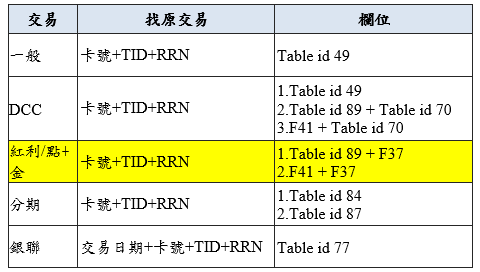 交易 找原交易 欄位
一般 卡號+TID+RRN Table id 49
DCC 卡號+TID+RRN 1.Table id 49
2.Table id 89 + Table id 70
3.F41 + Table id 70
紅利/點+
金 卡號+TID+RRN 1.Table id 89 + F37
2.F41 + F37
分期 卡號+TID+RRN 1.Table id 84
2.Table id 87
銀聯 交易日期+卡號+TID+RRN Table id 77